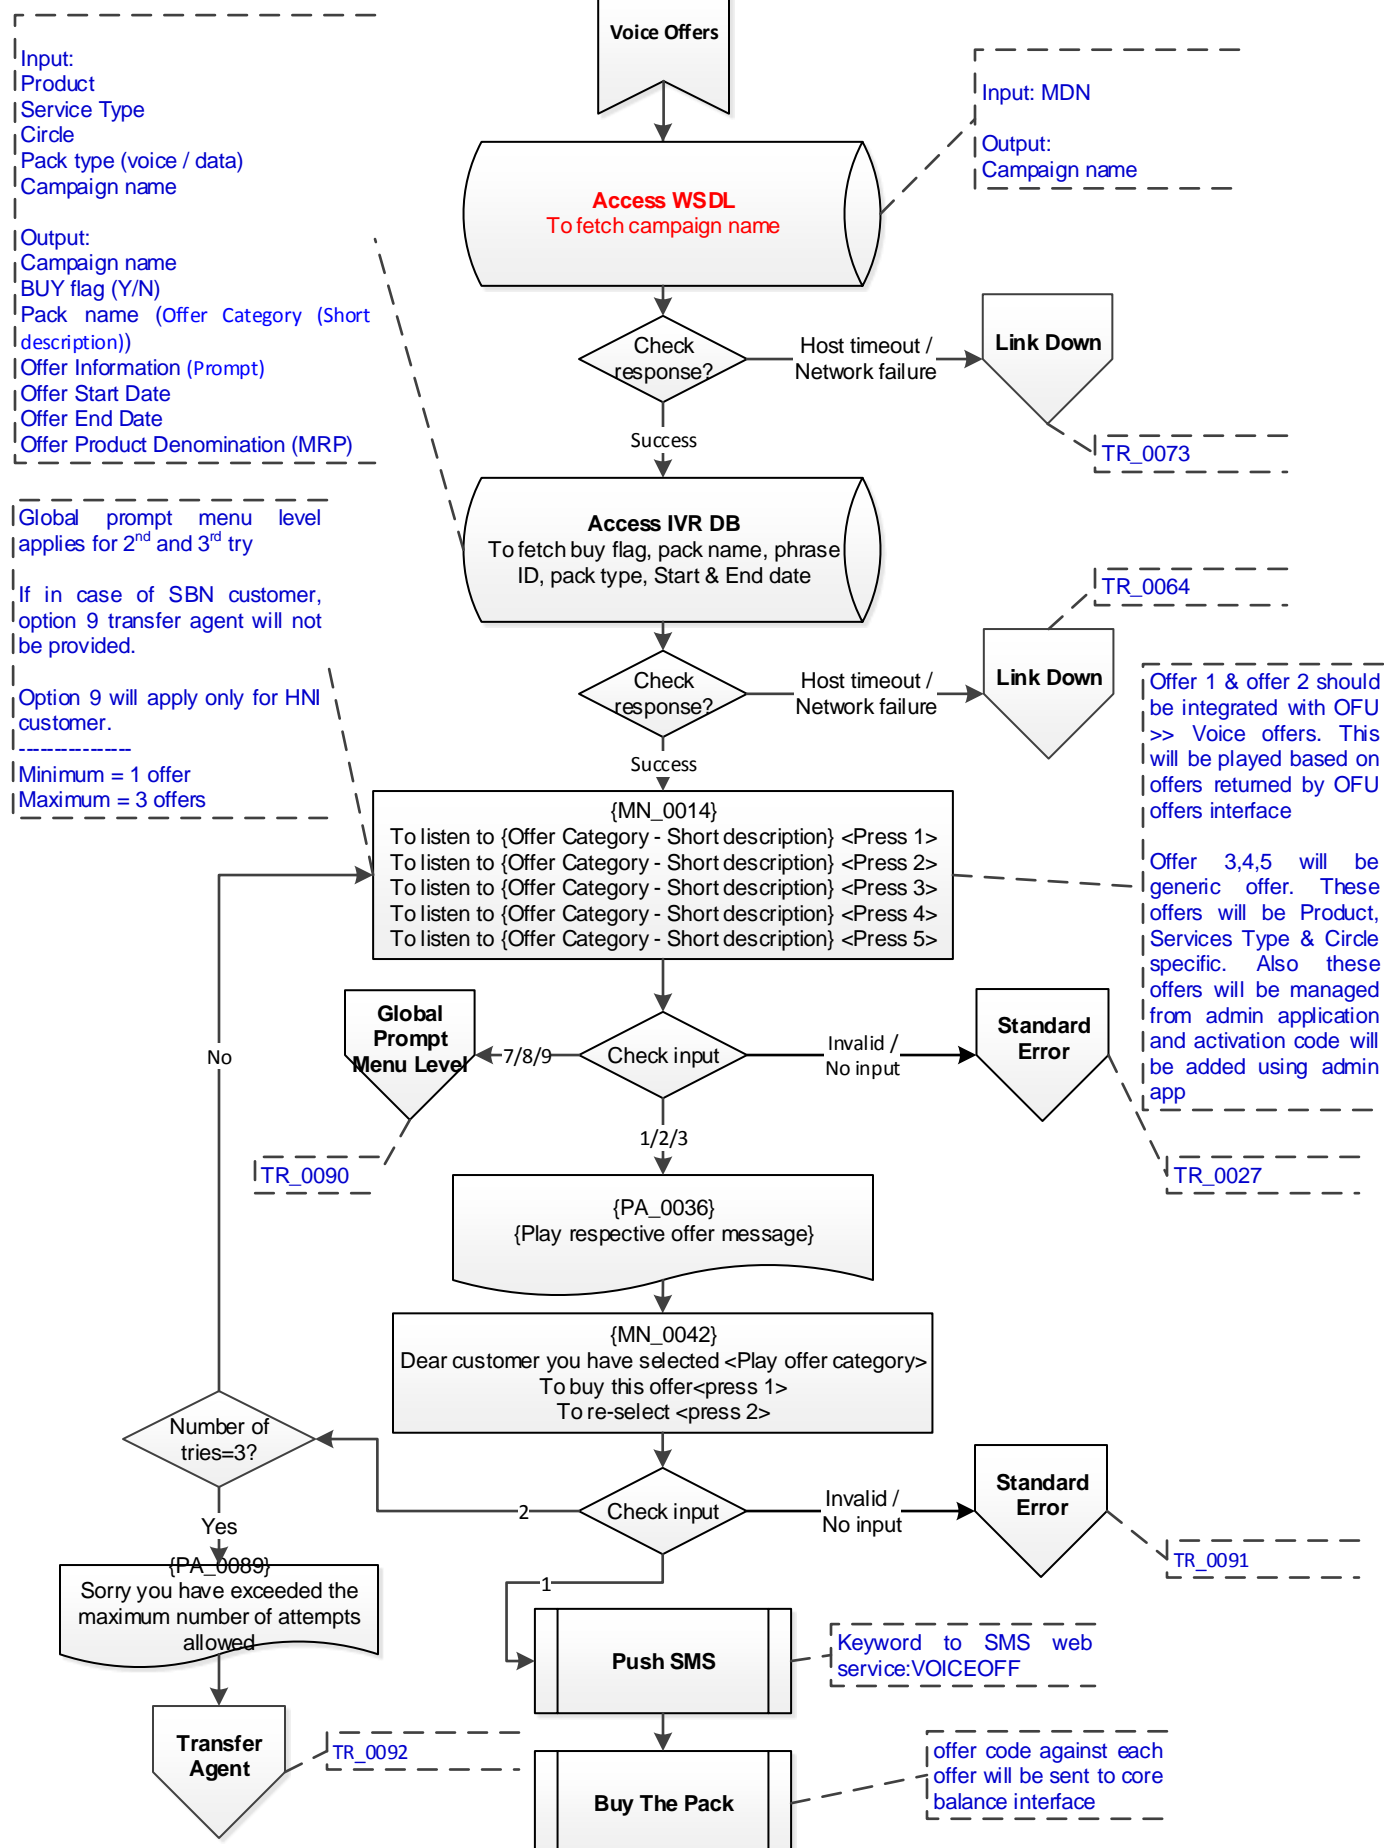 Voice Offers
Input:
Product
Service Type
Circle
Pack type (voice / data)
Campaign name
Output:
Campaign name
BUY flag (Y/N)
Pack name (Offer Category (Short
description))
Offer Information (Prompt)
Offer Start Date
Offer End Date
Offer Product Denomination (MRP)
Input: MDN
Output:
Campaign name
Access WSDL
To fetch campaign name
Check
response?
Host timeout /
Network failure
Link Down
TR_0073
Success
Access IVR DB
To fetch buy flag, pack name, phrase
ID, pack type, Start & End date
Global prompt menu level
applies for 2nd and 3rd try
If in case of SBN customer,
option 9 transfer agent will not
be provided.
Option 9 will apply only for HNI
customer.
----------------
Minimum = 1 offer
Maximum = 3 offers
TR_0064
Check
response?
Host timeout /
Network failure
Link Down
Success
Offer 1 & offer 2 should
be integrated with OFU
>> Voice offers. This
will be played based on
offers returned by OFU
offers interface
Offer 3,4,5 will be
generic offer. These
offers will be Product,
Services Type & Circle
specific. Also these
offers will be managed
from admin application
and activation code will
be added using admin
app
{MN_0014}
To listen to {Offer Category - Short description} <Press 1>
To listen to {Offer Category - Short description} <Press 2>
To listen to {Offer Category - Short description} <Press 3>
To listen to {Offer Category - Short description} <Press 4>
To listen to {Offer Category - Short description} <Press 5>
Global
Prompt
Menu Level
7/8/9
Check input
Invalid /
No input
Standard
Error
No
1/2/3
TR_0090
TR_0027
{PA_0036}
{Play respective offer message}
{MN_0042}
Dear customer you have selected <Play offer category>
To buy this offer<press 1>
To re-select <press 2>
Number of
tries=3?
2
Check input
Invalid /
No input
Standard
Error
Yes
TR_0091
{PA_0089}
Sorry you have exceeded the
maximum number of attempts
allowed
1
Push SMS
Keyword to SMS web
service:VOICEOFF
Transfer
Agent
TR_0092
Buy The Pack
offer code against each
offer will be sent to core
balance interface